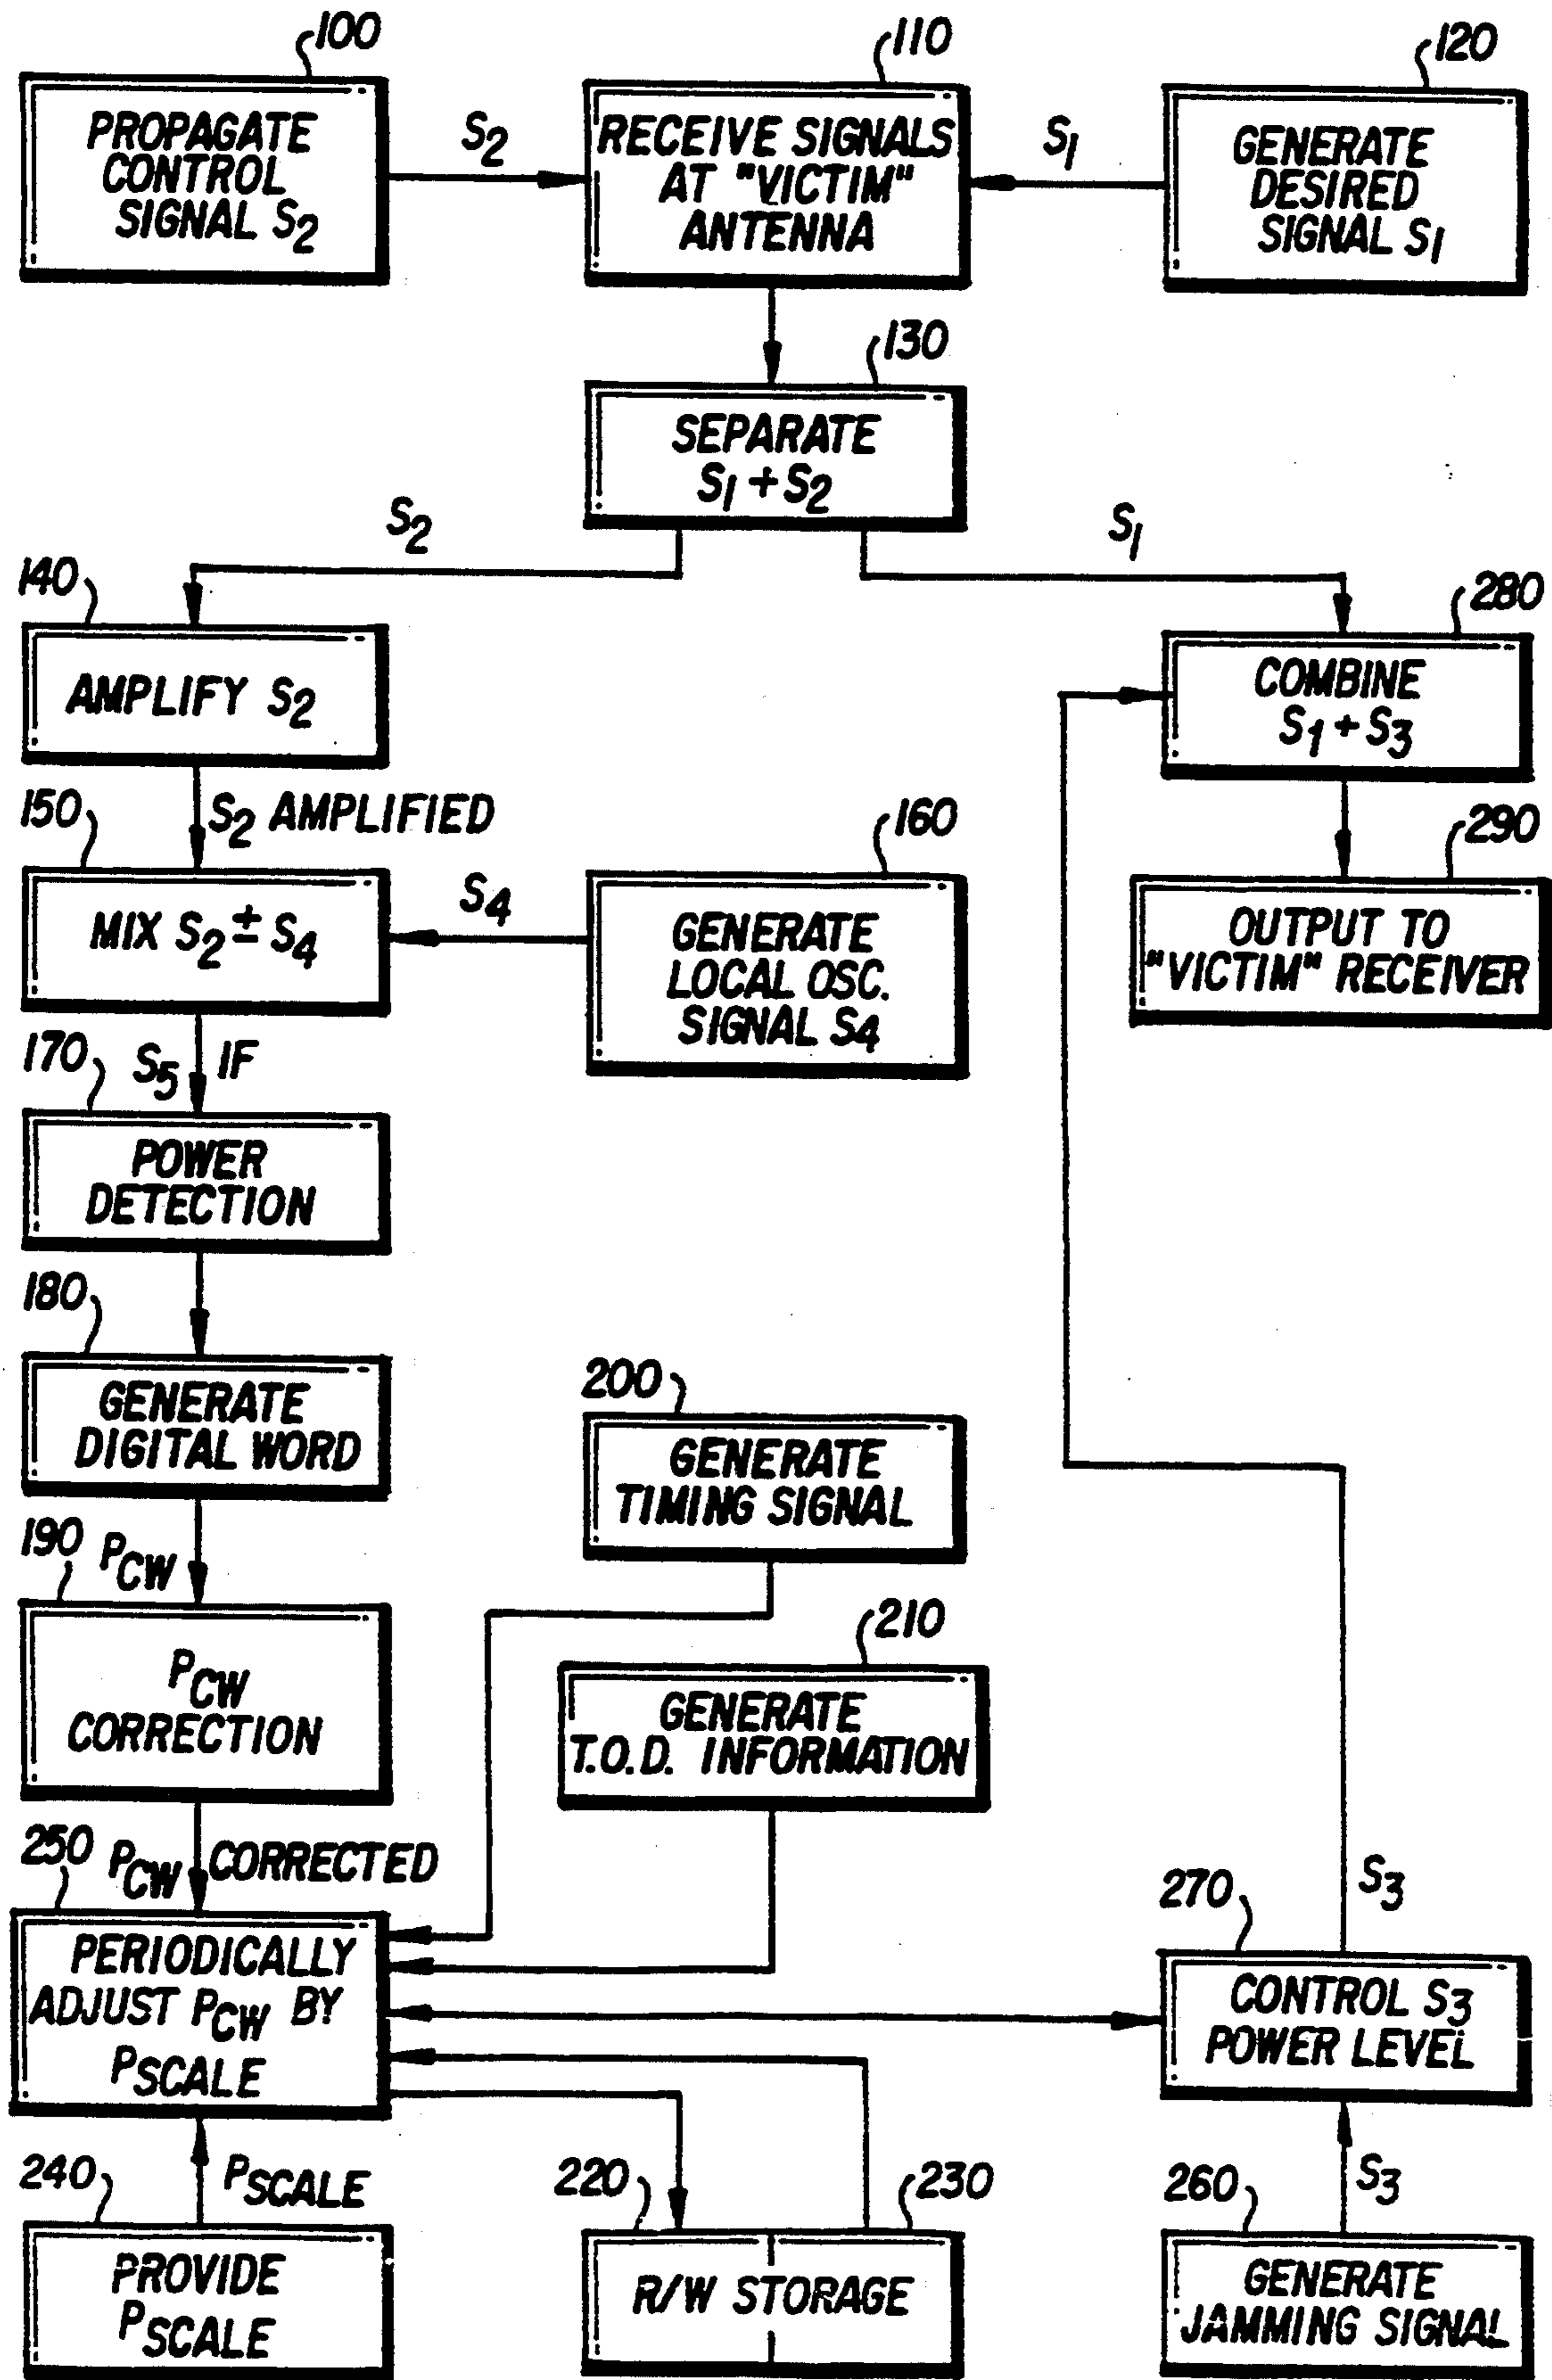 100
PROPAGATE
CONTROL
SIGNAL S2
S2
110
RECEIVE SIGNALS
AT "VICTIM"
ANTENNA
S1
120
GENERATE
DESIRED
SIGNAL S1
130
SEPARATE
S1 + S2
S2
S1
140
AMPLIFY S2
280
COMBINE
S1 + S3
S2 AMPLIFIED
150
MIX S2 ± S4
S4
160
GENERATE
LOCAL OSC.
SIGNAL S4
290
OUTPUT TO
"VICTIM" RECEIVER
S5 IF
170
POWER
DETECTION
180
GENERATE
DIGITAL WORD
200
GENERATE
TIMING SIGNAL
190
PCW
PCW
CORRECTION
210
GENERATE
T.O.D. INFORMATION
250
PCW CORRECTED
PERIODICALLY
ADJUST PCW BY
PSCALE
S3
270
CONTROL S3
POWER LEVEL
240
PSCALE
PROVIDE
PSCALE
220
230
R/W STORAGE
S3
260
GENERATE
JAMMING SIGNAL